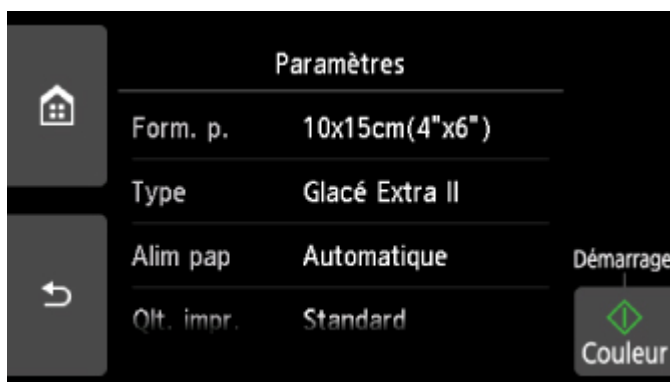 Paramètres
Form. p. 10x15cm(4"x6")
Type Glacé Extra II
Alim pap Automatique
Qlt. impr. Standard
Démarrage
Couleur